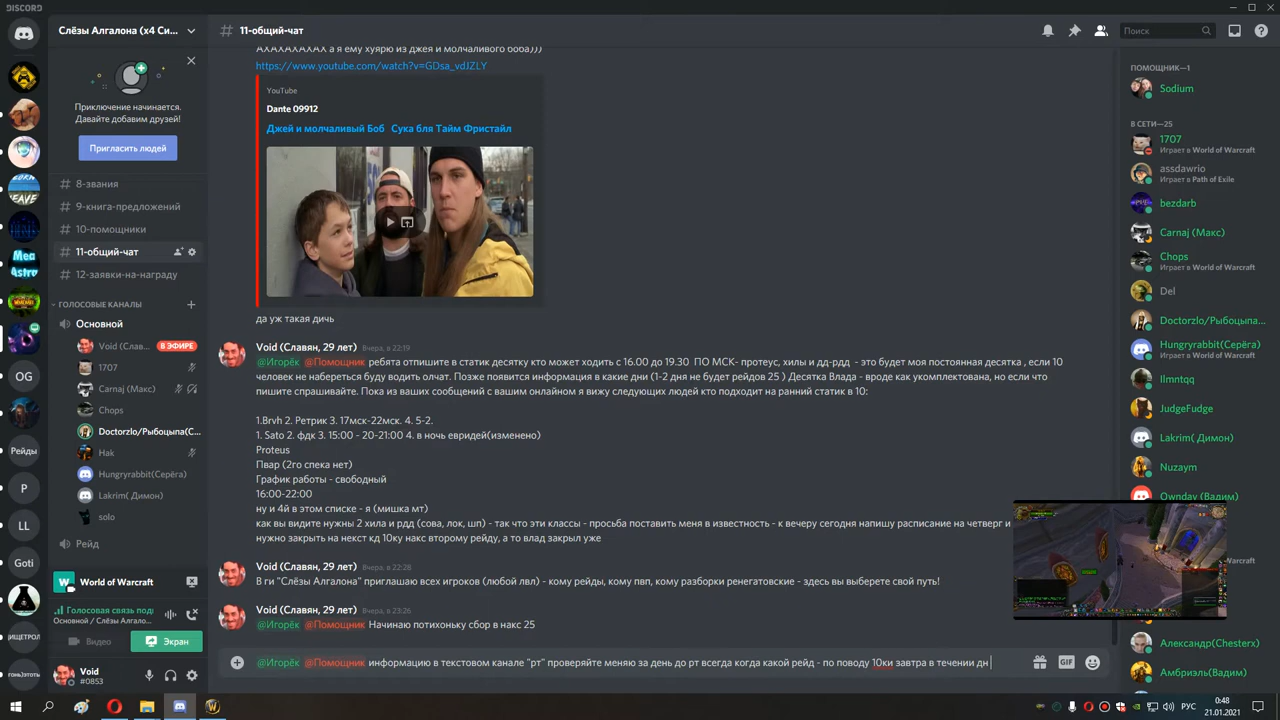 DISCORD
Слёзы Алгалона (x4 Си...
Приключение начинается.
Давайте добавим друзей!
Пригласить людей
8-звания
9-книга-предложений
10-помощники
11-общий-чат
12-заявки-на-награду
ГОЛОСОВЫЕ КАНАЛЫ
Основной
Void (Слав...
В ЭФИРЕ
1707
Carnaj (Макс)
Chops
Doctorzlo/Рыбоцыпа(С...
Hak
Hungryrabbit(Серёга)
Lakrim( Димон)
solo
Рейд
World of Warcraft
Голосовая связь подк
Основной / Слёзы Алгало...
Видео
Экран
Void
#0853
OG
Рейды
P
LL
Goti
ИЩЕТРОЛ
ГОНЬ)ЭТОТЬ
11-общий-чат
Поиск
АХАХАХАХАХ а я ему хуярю из джея и молчаливого боба)))
https://www.youtube.com/watch?v=GDsa_vdJZLY
YouTube
Dante 09912
Джей и молчаливый Боб Сука бля Тайм Фристайл
да уж такая дичь
Void (Славян, 29 лет) Вчера, в 22:19
@Игорёк @Помощник ребята отпишите в статик десятку кто может ходить с 16.00 до 19.30 ПО МСК- протеус, хилы и дд-рдд - это будет моя постоянная десятка , если 10
человек не наберется буду водить олчат. Позже появится информация в какие дни (1-2 дня не будет рейдов 25 ) Десятка Влада - вроде как укомплектована, но если что
пишите спрашивайте. Пока из ваших сообщений с вашим онлайном я вижу следующих людей кто подходит на ранний статик в 10:
1.Brvh 2. Ретрик 3. 17мск-22мск. 4. 5-2.
1. Sato 2. фдк 3. 15:00 - 20-21:00 4. в ночь евридей(изменено)
Proteus
Пвар (2го спека нет)
График работы - свободный
16:00-22:00
ну и 4й в этом списке - я (мишка мт)
как вы видите нужны 2 хила и рдд (сова, лок, шп) - так что эти классы - просьба поставить меня в известность - к вечеру сегодня напишу расписание на четверг и
нужно закрыть на некст кд 10ку накс второму рейду, а то влад закрыл уже
Void (Славян, 29 лет) Вчера, в 22:28
В ги "Слёзы Алгалона" приглашаю всех игроков (любой лвл) - кому рейды, кому пвп, кому разборки ренегатовские - здесь вы выберете свой путь!
Void (Славян, 29 лет) Вчера, в 23:26
@Игорёк @Помощник Начинаю потихоньку сбор в накс 25
@Игорёк @Помощник информацию в текстовом канале "рт" проверяйте меняю за день до рт всегда когда какой рейд - по поводу 10ки завтра в течении дн
GIF
ПОМОЩНИК—1
Sodium
В СЕТИ—25
1707
Играет в World of Warcraft
assdawrio
Играет в Path of Exile
bezdarb
Carnaj (Макс)
Chops
Играет в World of Warcraft
Del
Doctorzlo/Рыбоцыпа...
Hungryrabbit(Серёга)
Играет в World of Warcraft
Ilmntqq
JudgeFudge
Lakrim( Димон)
Nuzaym
Ownday (Вадим)
Александр(Chesterx)
Амбриэль(Вадим)
РУС
0:48
21.01.2021